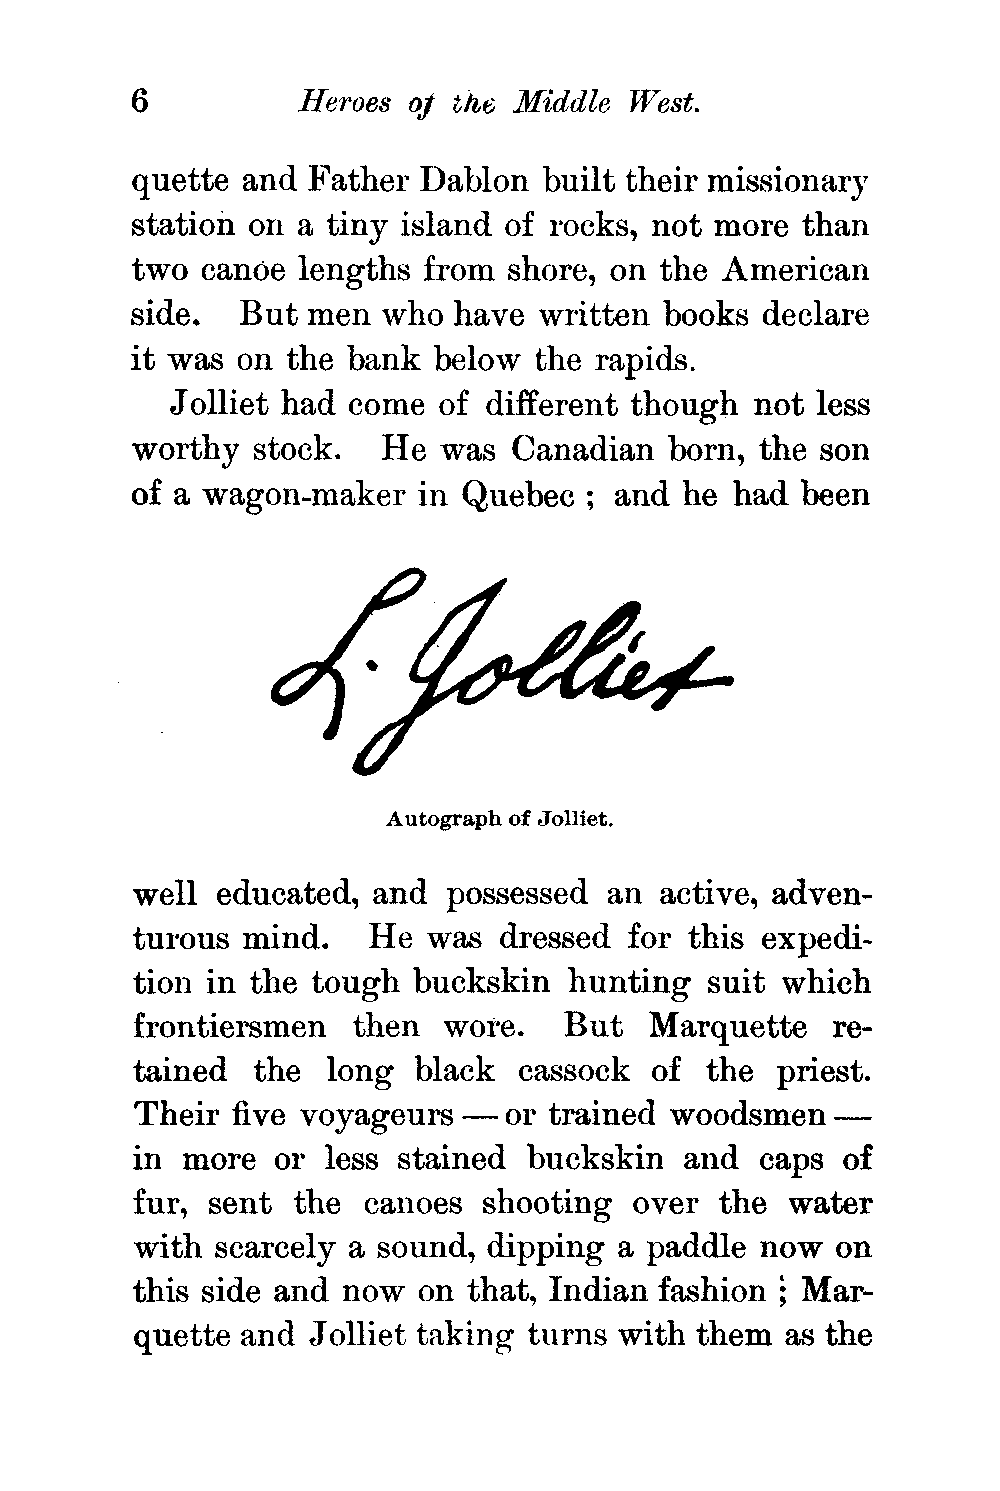 6 Heroes of the Middle West.
quette and Father Dablon built their missionary
station on a tiny island of rocks, not more than
two canoe lengths from shore, on the American
side. But men who have written books declare
it was on the bank below the rapids.
Jolliet had come of different though not less
worthy stock. He was Canadian born, the son
of a wagon-maker in Quebec ; and he had been
L. Jolliet
Autograph of Jolliet.
well educated, and possessed an active, adven-
turous mind. He was dressed for this expedi-
tion in the tough buckskin hunting suit which
frontiersmen then wore. But Marquette re-
tained the long black cassock of the priest.
Their five voyageurs — or trained woodsmen —
in more or less stained buckskin and caps of
fur, sent the canoes shooting over the water
with scarcely a sound, dipping a paddle now on
this side and now on that, Indian fashion ; Mar-
quette and Jolliet taking turns with them as the